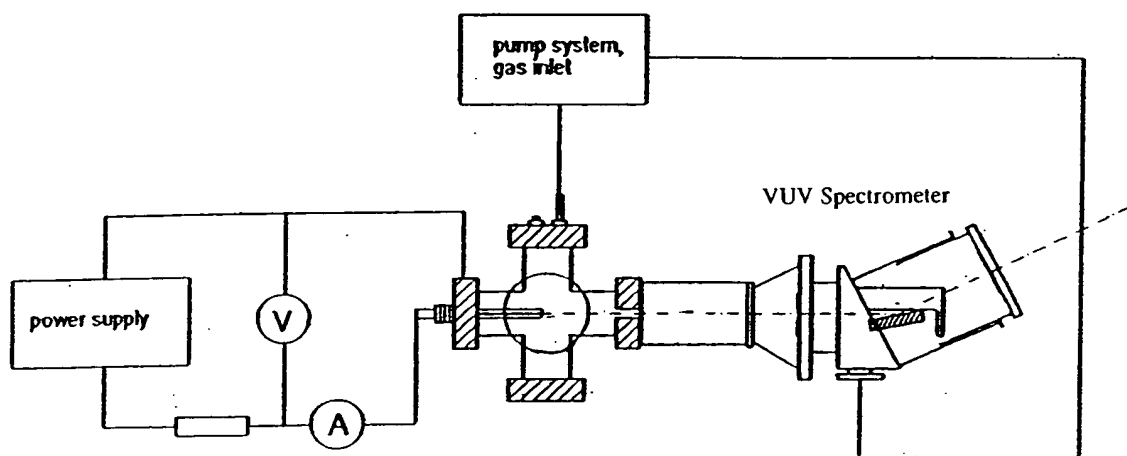 pump system,
gas inlet
VUV Spectrometer
power supply
V
A